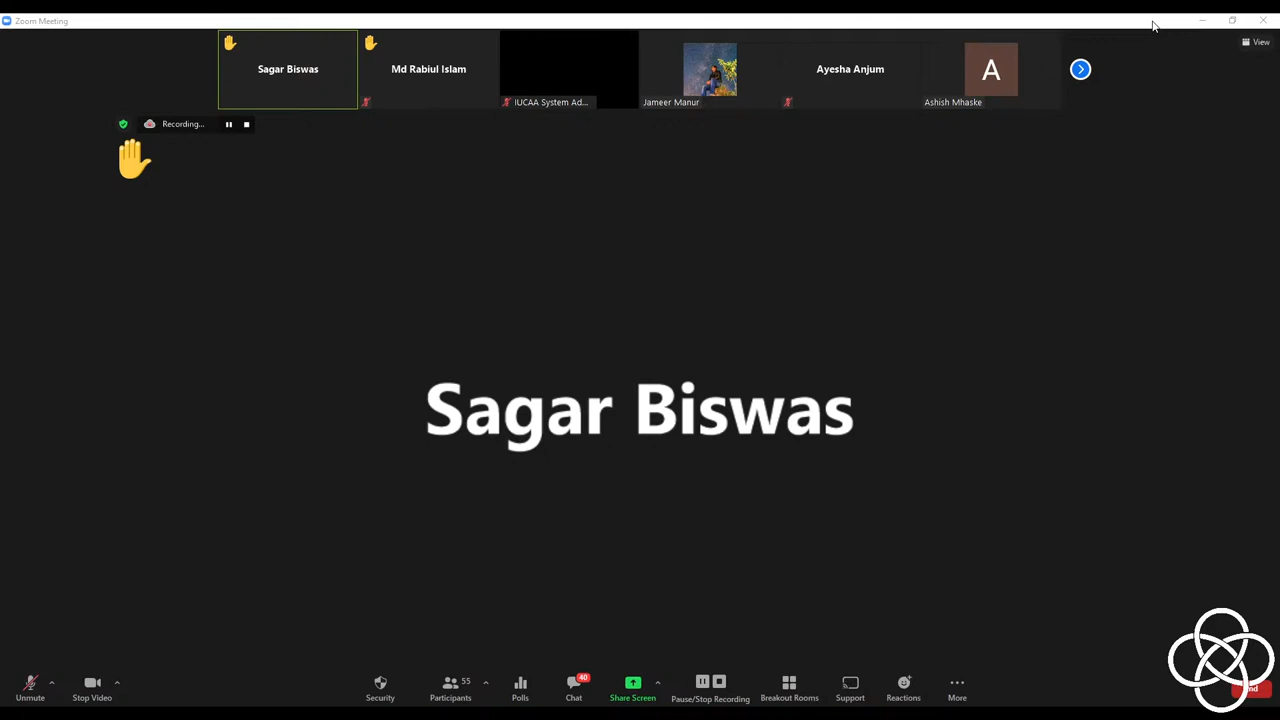 Zoom Meeting
View
Sagar Biswas
Md Rabiul Islam
IUCAA System Ad...
Jameer Manur
Ayesha Anjum
A
Ashish Mhaske
Recording...
Sagar Biswas
Unmute
Stop Video
Security
55
Participants
Polls
40
Chat
Share Screen
Pause/Stop Recording
Breakout Rooms
Support
Reactions
More